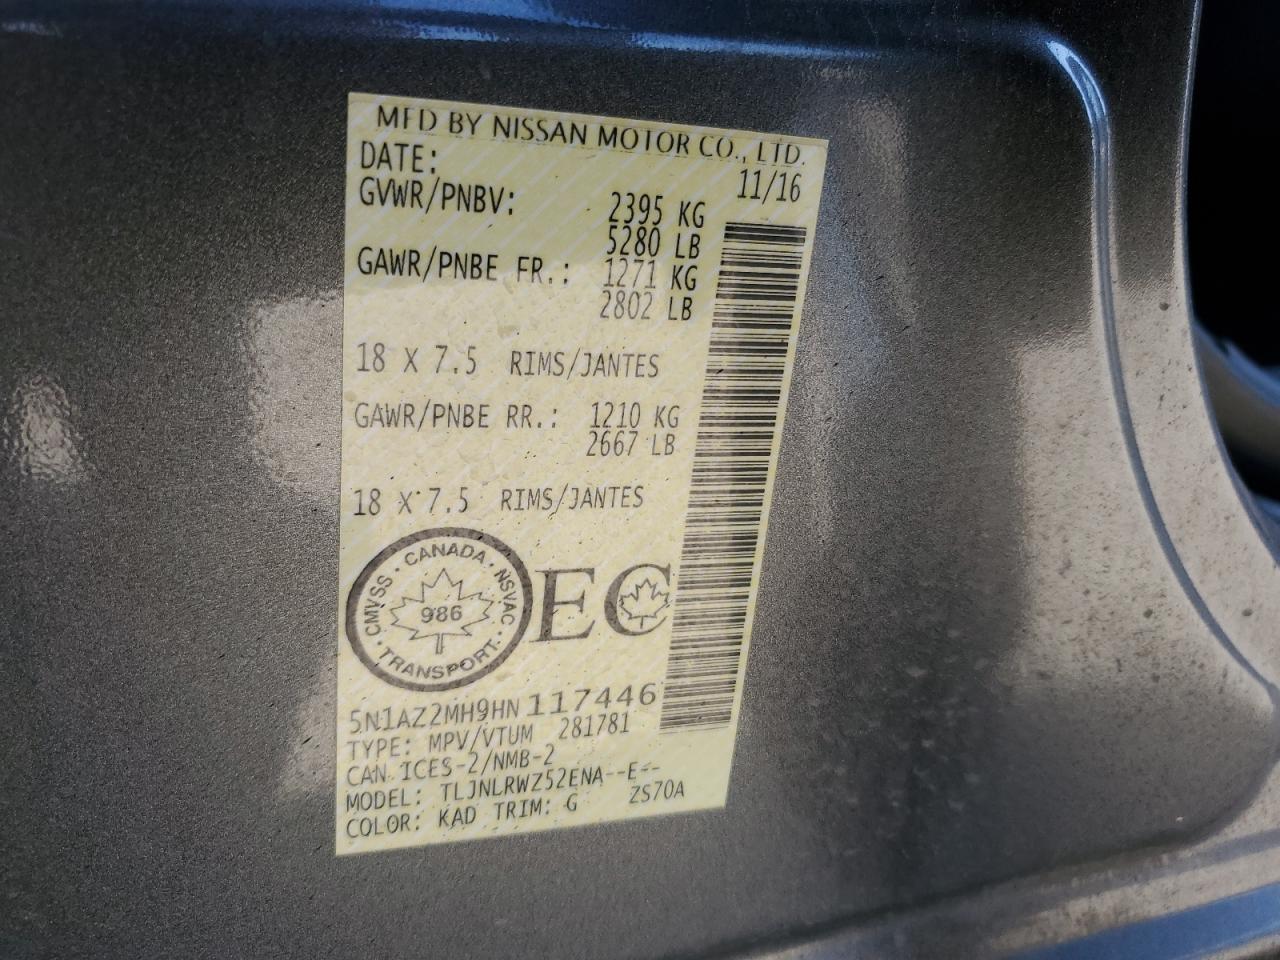 MFD BY NISSAN MOTOR CO., LTD.
DATE: 11/16
GVWR/PNBV: 2395 KG
5280 LB
GAWR/PNBE FR.: 1271 KG
2802 LB
18 X 7.5 RIMS/JANTES
GAWR/PNBE RR.: 1210 KG
2667 LB
18 X 7.5 RIMS/JANTES
CMVSS · CANADA · NSVAC · TRANSPORT ·
986
EC
5N1AZ2MH9HN117446
TYPE: MPV/VTUM 281781
CAN ICES-2/NMB-2
MODEL: TLJNLRWZ52ENA--E--
COLOR: KAD TRIM: G ZS70A